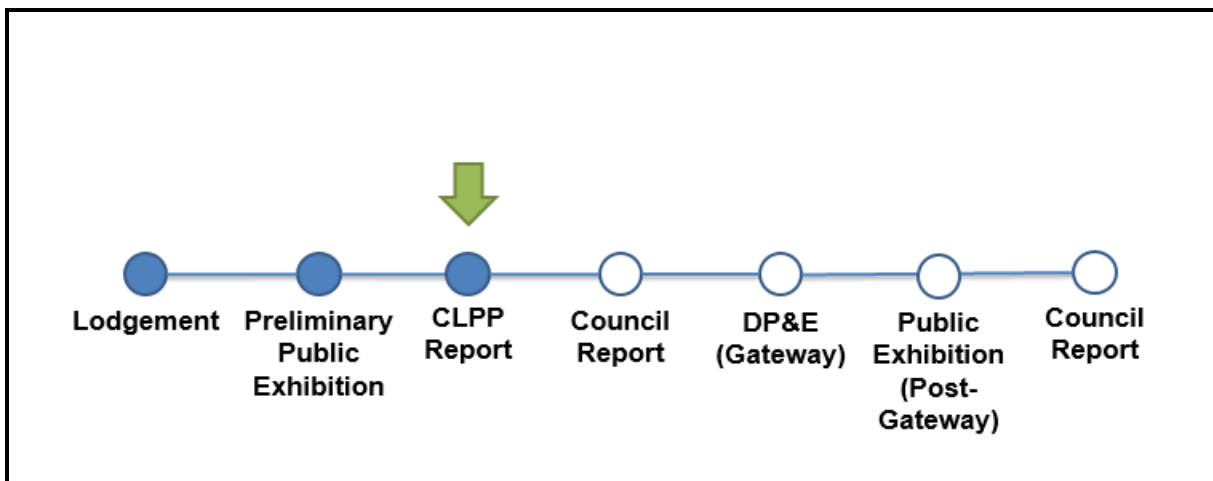 Lodgement
Preliminary
Public
Exhibition
CLPP
Report
Council
Report
DP&E
(Gateway)
Public
Exhibition
(Post-
Gateway)
Council
Report